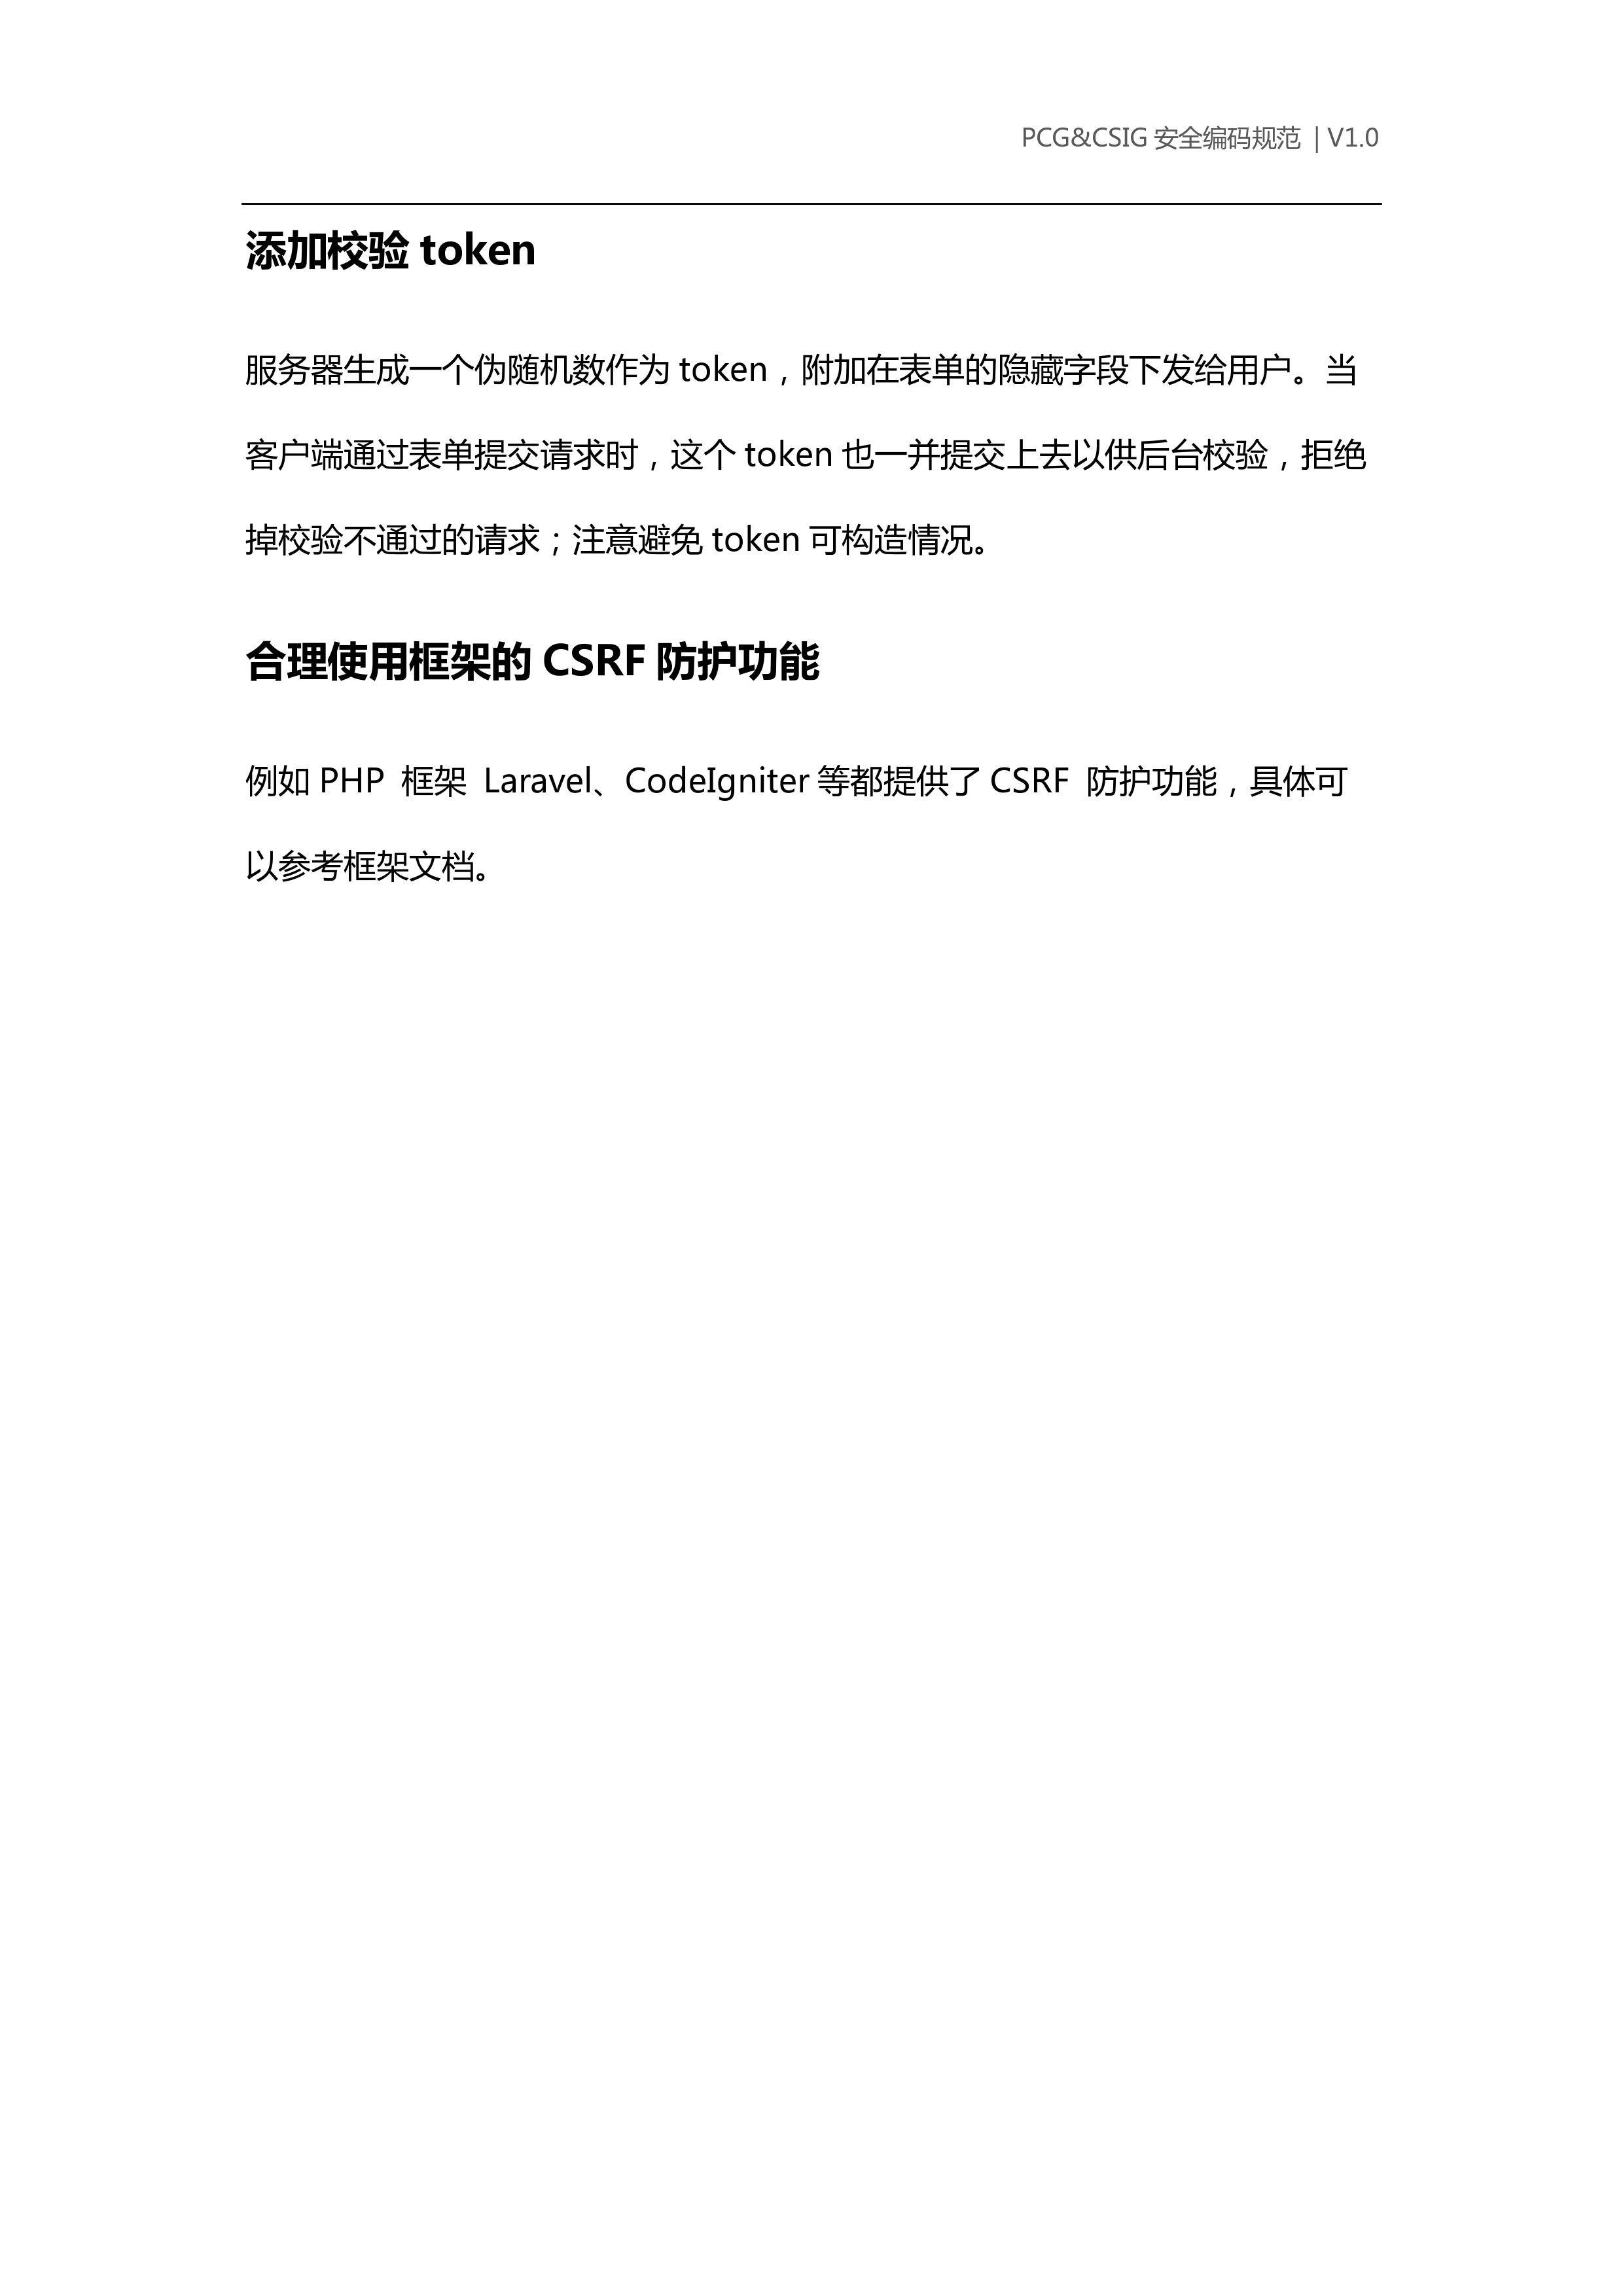 PCG&CSIG 安全编码规范 | V1.0
添加校验 token
服务器生成一个伪随机数作为 token，附加在表单的隐藏字段下发给用户。当
客户端通过表单提交请求时，这个 token 也一并提交上去以供后台校验，拒绝
掉校验不通过的请求；注意避免 token 可构造情况。
合理使用框架的 CSRF 防护功能
例如 PHP 框架 Laravel、CodeIgniter 等都提供了 CSRF 防护功能，具体可
以参考框架文档。